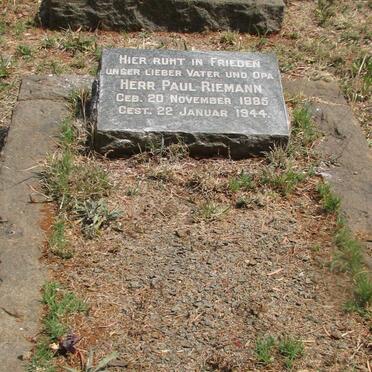 HIER RUHT IN FRIEDEN
UNSER LIEBER VATER UND OPA
HERR PAUL RIEMANN
GEB. 20 NOVEMBER 1885
GEST. 22 JANUAR 1944.